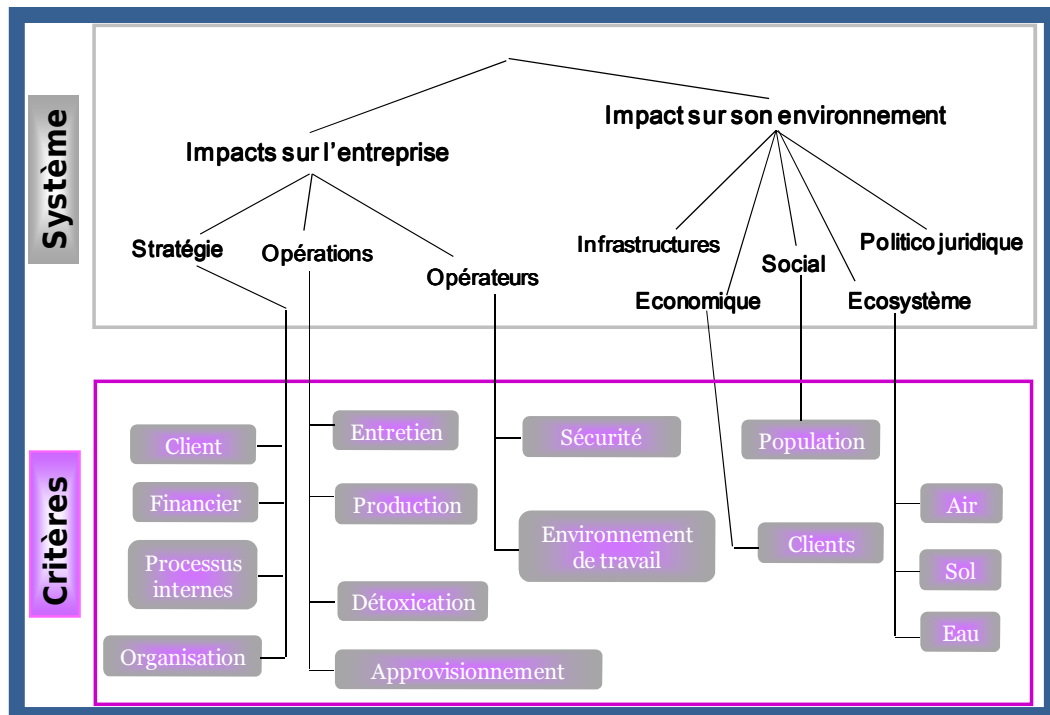 Système
Impact sur son environnement
Impacts sur l'entreprise
Stratégie
Opérations
Opérateurs
Infrastructures
Social
Politico juridique
Economique
Ecosystème
Critères
Client
Financier
Processus
internes
Organisation
Entretien
Production
Détoxication
Approvisionnement
Sécurité
Environnement
de travail
Population
Clients
Air
Sol
Eau